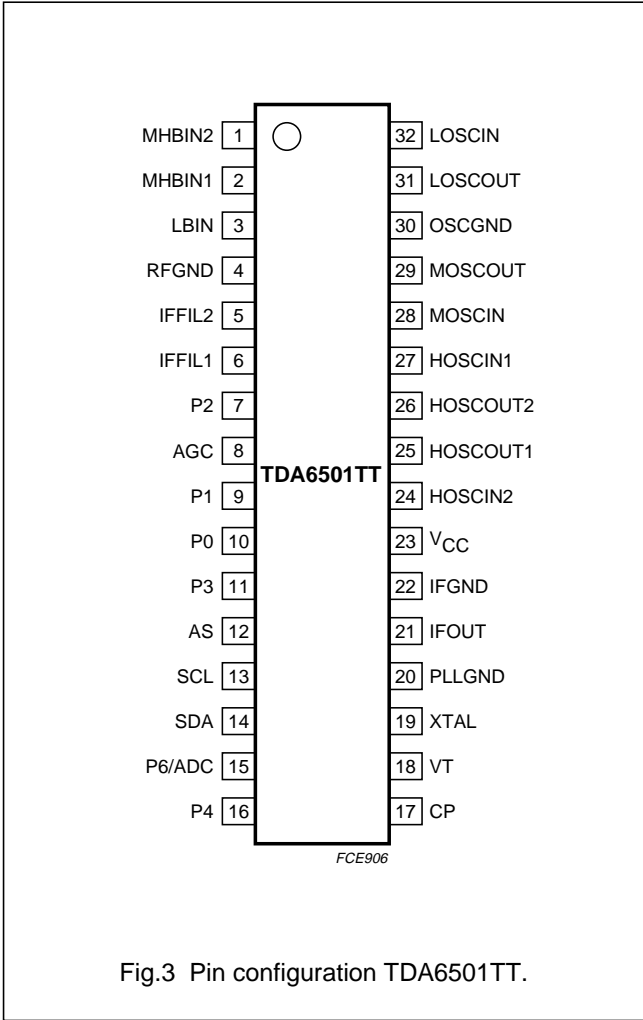 MHBIN2 1 32 LOSCIN
MHBIN1 2 31 LOSCOUT
LBIN 3 30 OSCGND
RFGND 4 29 MOSCOUT
IFFIL2 5 28 MOSCIN
IFFIL1 6 27 HOSCIN1
P2 7 26 HOSCOUT2
AGC 8 25 HOSCOUT1
TDA6501TT
P1 9 24 HOSCIN2
P0 10 23 VCC
P3 11 22 IFGND
AS 12 21 IFOUT
SCL 13 20 PLLGND
SDA 14 19 XTAL
P6/ADC 15 18 VT
P4 16 17 CP
FCE906
Fig.3 Pin configuration TDA6501TT.